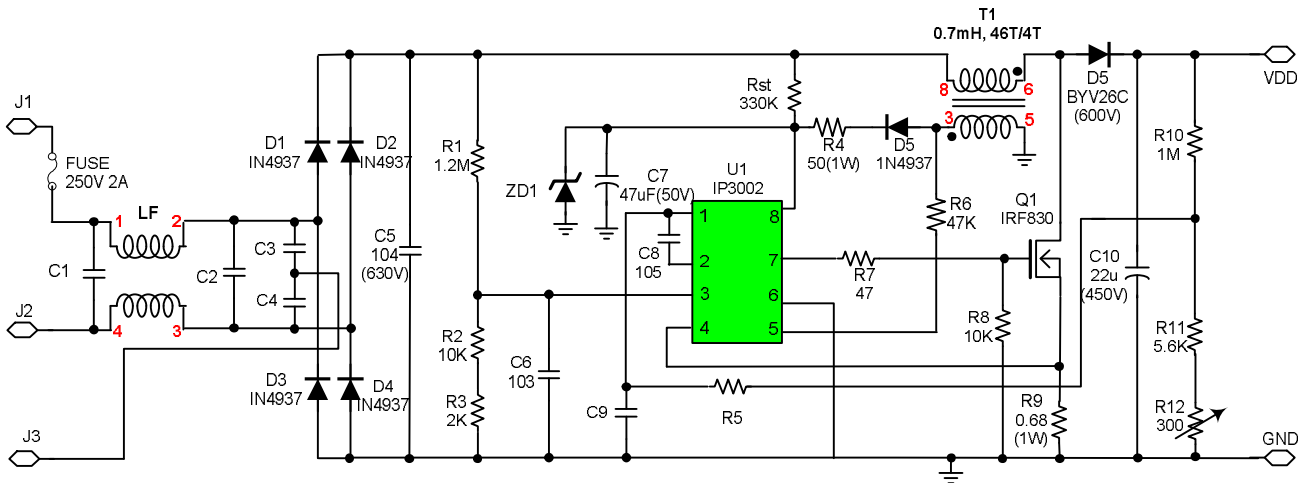 T1
0.7mH, 46T/4T
8
6
3
5
D5
BYV26C
(600V)
VDD
J1
FUSE
250V 2A
LF
1
2
4
3
C1
C2
C3
C4
J2
J3
D1
IN4937
D2
IN4937
D3
IN4937
D4
IN4937
C5
104
(630V)
R1
1.2M
R2
10K
R3
2K
C6
103
ZD1
C7
47uF(50V)
Rst
330K
R4
50(1W)
D5
1N4937
R6
47K
U1
IP3002
1
2
3
4
8
7
6
5
C8
105
C9
R5
R7
47
R8
10K
Q1
IRF830
R9
0.68
(1W)
C10
22u
(450V)
R10
1M
R11
5.6K
R12
300
GND